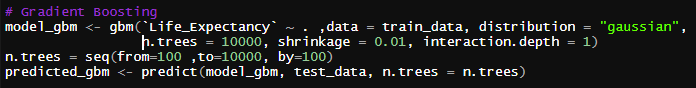 # Gradient Boosting
model_gbm <- gbm(`Life_Expectancy` ~ . ,data = train_data, distribution = "gaussian",
n.trees = 10000, shrinkage = 0.01, interaction.depth = 1)
n.trees = seq(from=100 ,to=10000, by=100)
predicted_gbm <- predict(model_gbm, test_data, n.trees = n.trees)